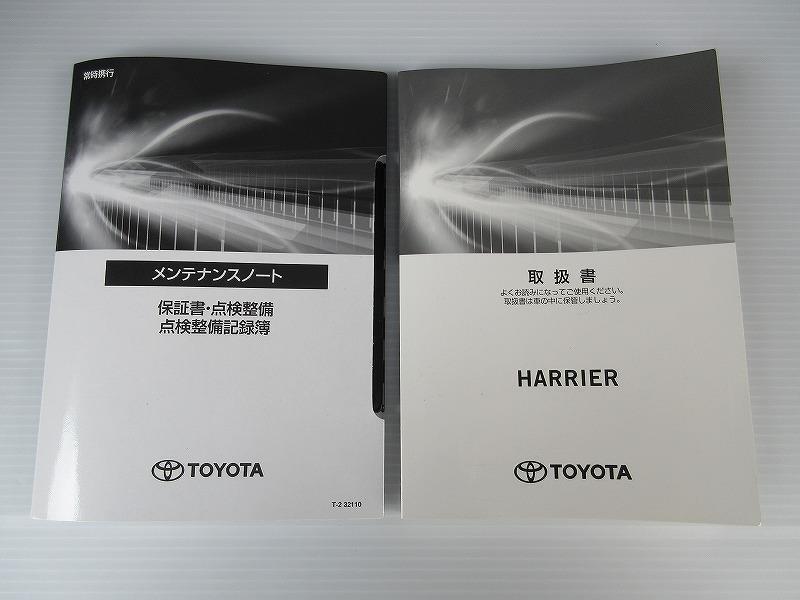 常時携行
メンテナンスノート
保証書・点検整備
点検整備記録簿
TOYOTA
T-2 32110
取扱書
よくお読みになってご使用ください。
取扱書は車の中に保管しましょう。
HARRIER
TOYOTA